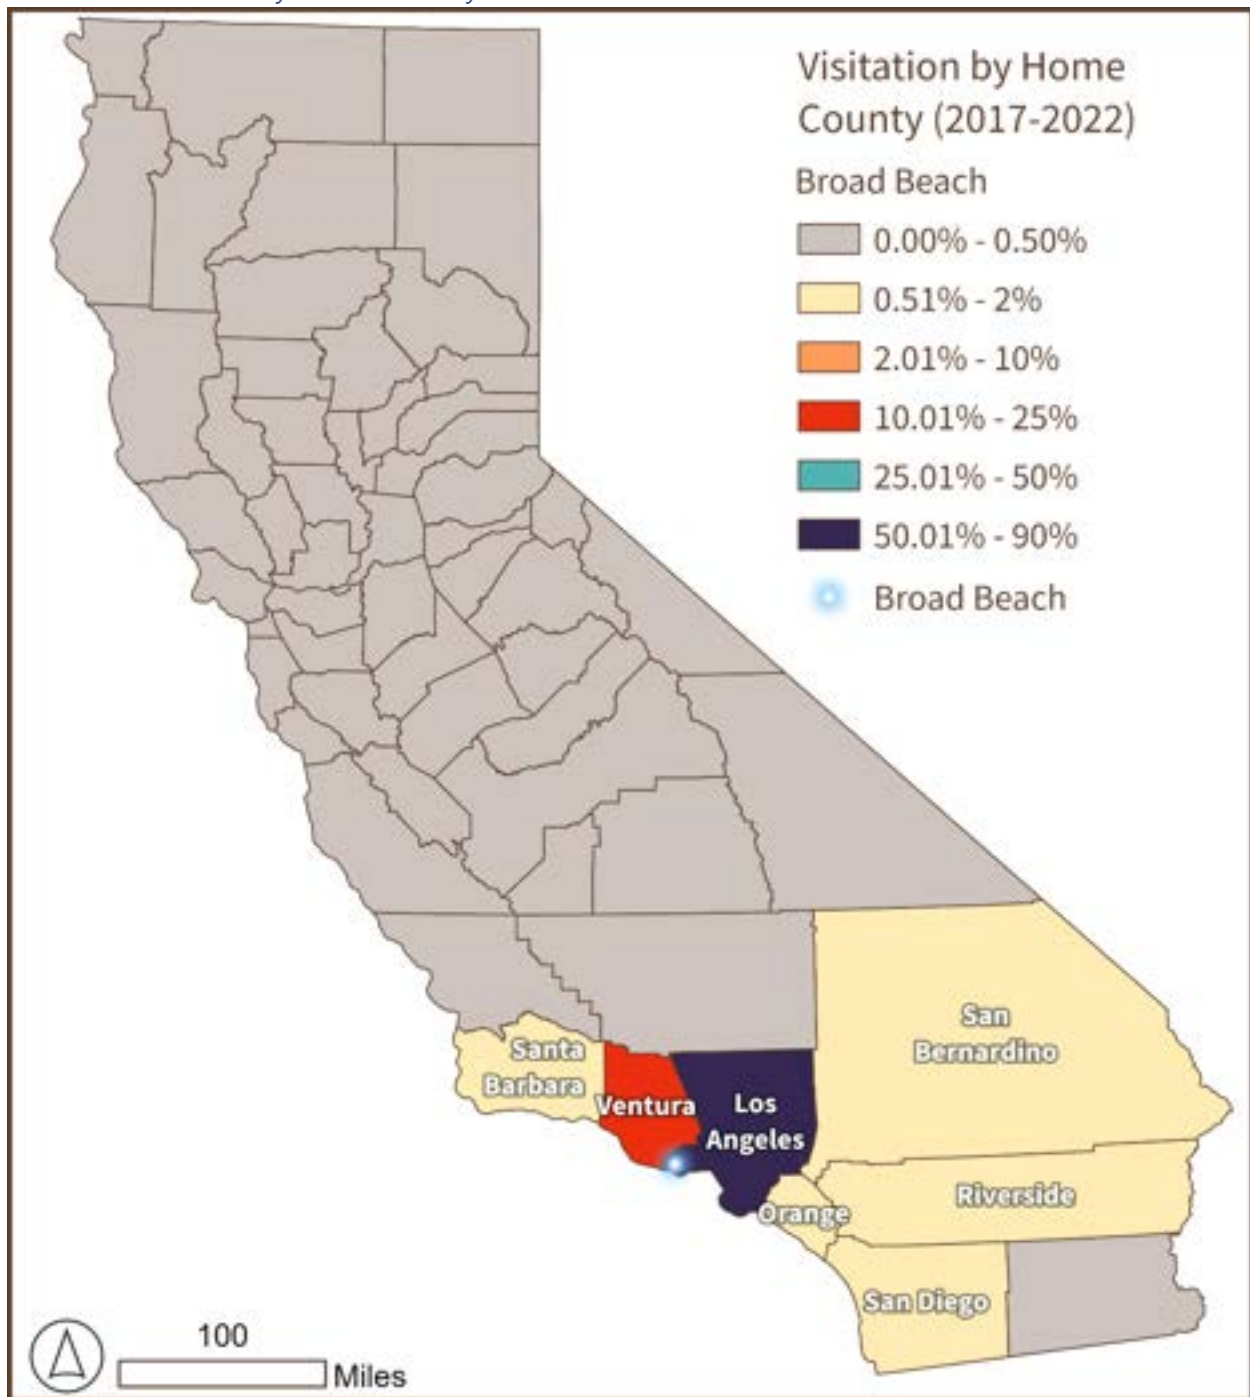 Visitation by Home
County (2017-2022)
Broad Beach
0.00% - 0.50%
0.51% - 2%
2.01% - 10%
10.01% - 25%
25.01% - 50%
50.01% - 90%
Broad Beach
San
Bernardino
Santa
Barbara
Ventura
Los
Angeles
Riverside
Orange
San Diego
100
Miles